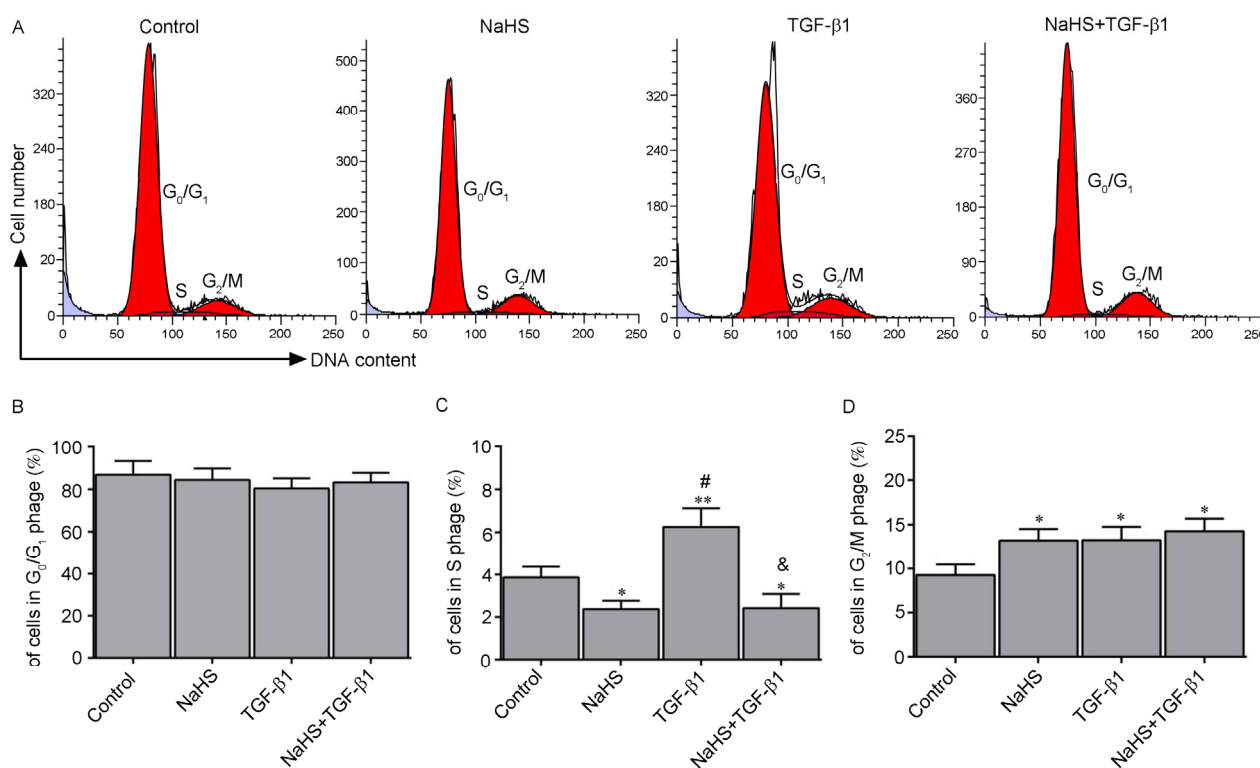 A
Control
NaHS
TGF-β1
NaHS+TGF-β1
Cell number
320
240
180
20
0
G₀/G₁
S
G₂/M
0 50 100 150 200 250
500
400
300
200
100
0
G₀/G₁
S
G₂/M
0 50 100 150 200 250
320
240
180
20
0
G₀/G₁
S
G₂/M
0 50 100 150 200 250
360
270
180
90
0
G₀/G₁
S
G₂/M
0 50 100 150 200
DNA content
B
of cells in G₀/G₁ phage (%)
100
80
60
40
20
0
Control
NaHS
TGF-β1
NaHS+TGF-β1
C
of cells in S phage (%)
10
8
6
4
2
0
*
#
**
&
*
Control
NaHS
TGF-β1
NaHS+TGF-β1
D
of cells in G₂/M phage (%)
25
20
15
10
5
0
*
*
*
Control
NaHS
TGF-β1
NaHS+TGF-β1